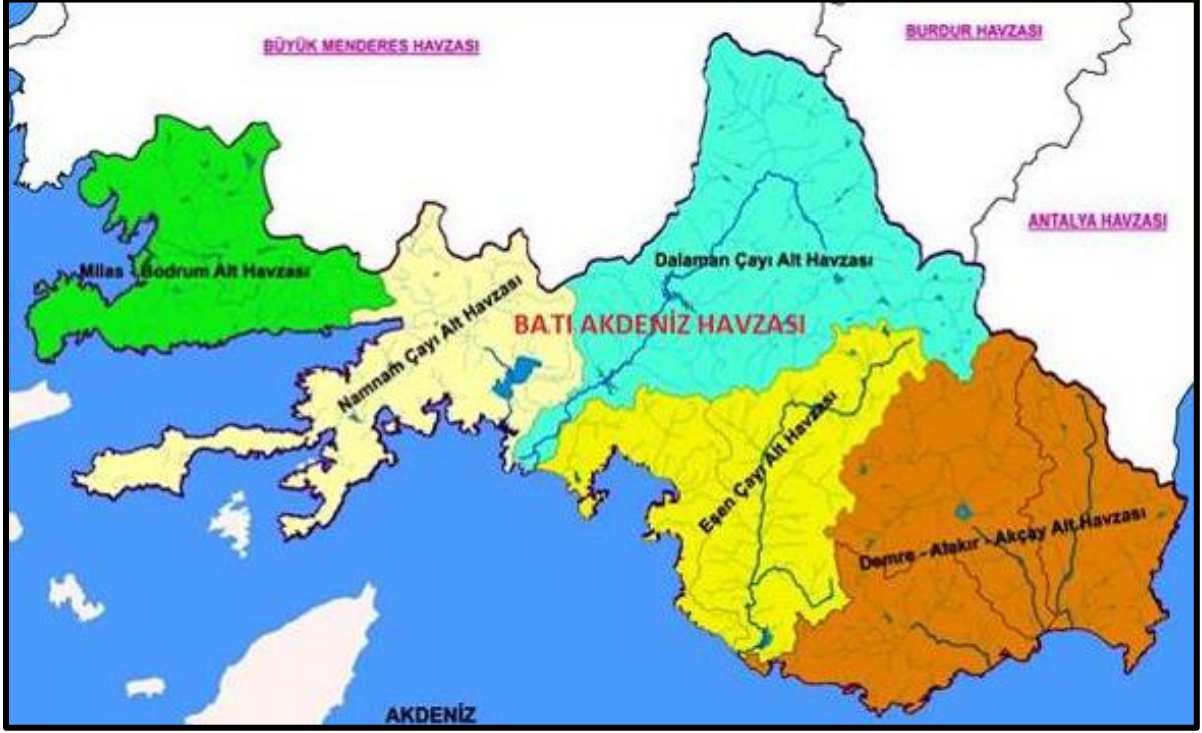 BÜYÜK MENDERES HAVZASI
BURDUR HAVZASI
ANTALYA HAVZASI
Milas - Bodrum Alt Havzası
Dalaman Çayı Alt Havzası
Namnam Çayı Alt Havzası
BATI AKDENİZ HAVZASI
Eşen Çayı Alt Havzası
Demre - Alakır - Akçay Alt Havzası
AKDENİZ